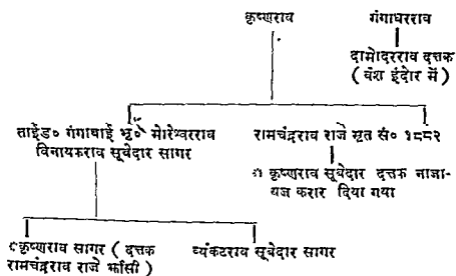 कृष्णराव
गंगाधरराव
दामोदरराव दत्तक
( वंश इंदोर में )
ताईड० गंगाबाई भ्र० मोरेश्वरराव
विनायकराव सूबेदार सागर
रामचंद्रराव राजे मृत सं० १८८२
कृष्णराव सूबेदार दत्तक नाजा-
यज करार दिया गया
कृष्णराव सागर ( दत्तक
रामचंद्रराव राजे झाँसी )
व्यंकटराव सूबेदार सागर